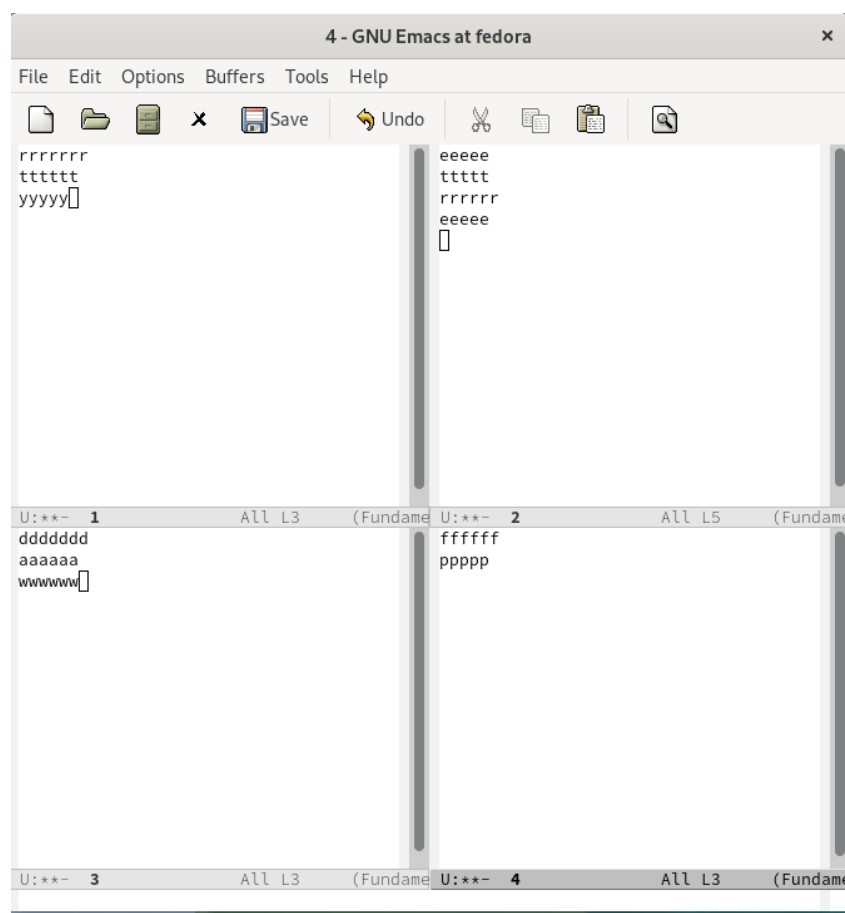 4 - GNU Emacs at fedora ×
File Edit Options Buffers Tools Help
Save Undo
rrrrrrr
tttttt
yyyyy
U:**- 1 All L3 (Fundame
eeeee
ttttt
rrrrrr
eeeee
U:**- 2 All L5 (Fundame
ddddddd
aaaaaa
wwwwww
U:**- 3 All L3 (Fundame
ffffff
ppppp
U:**- 4 All L3 (Fundame